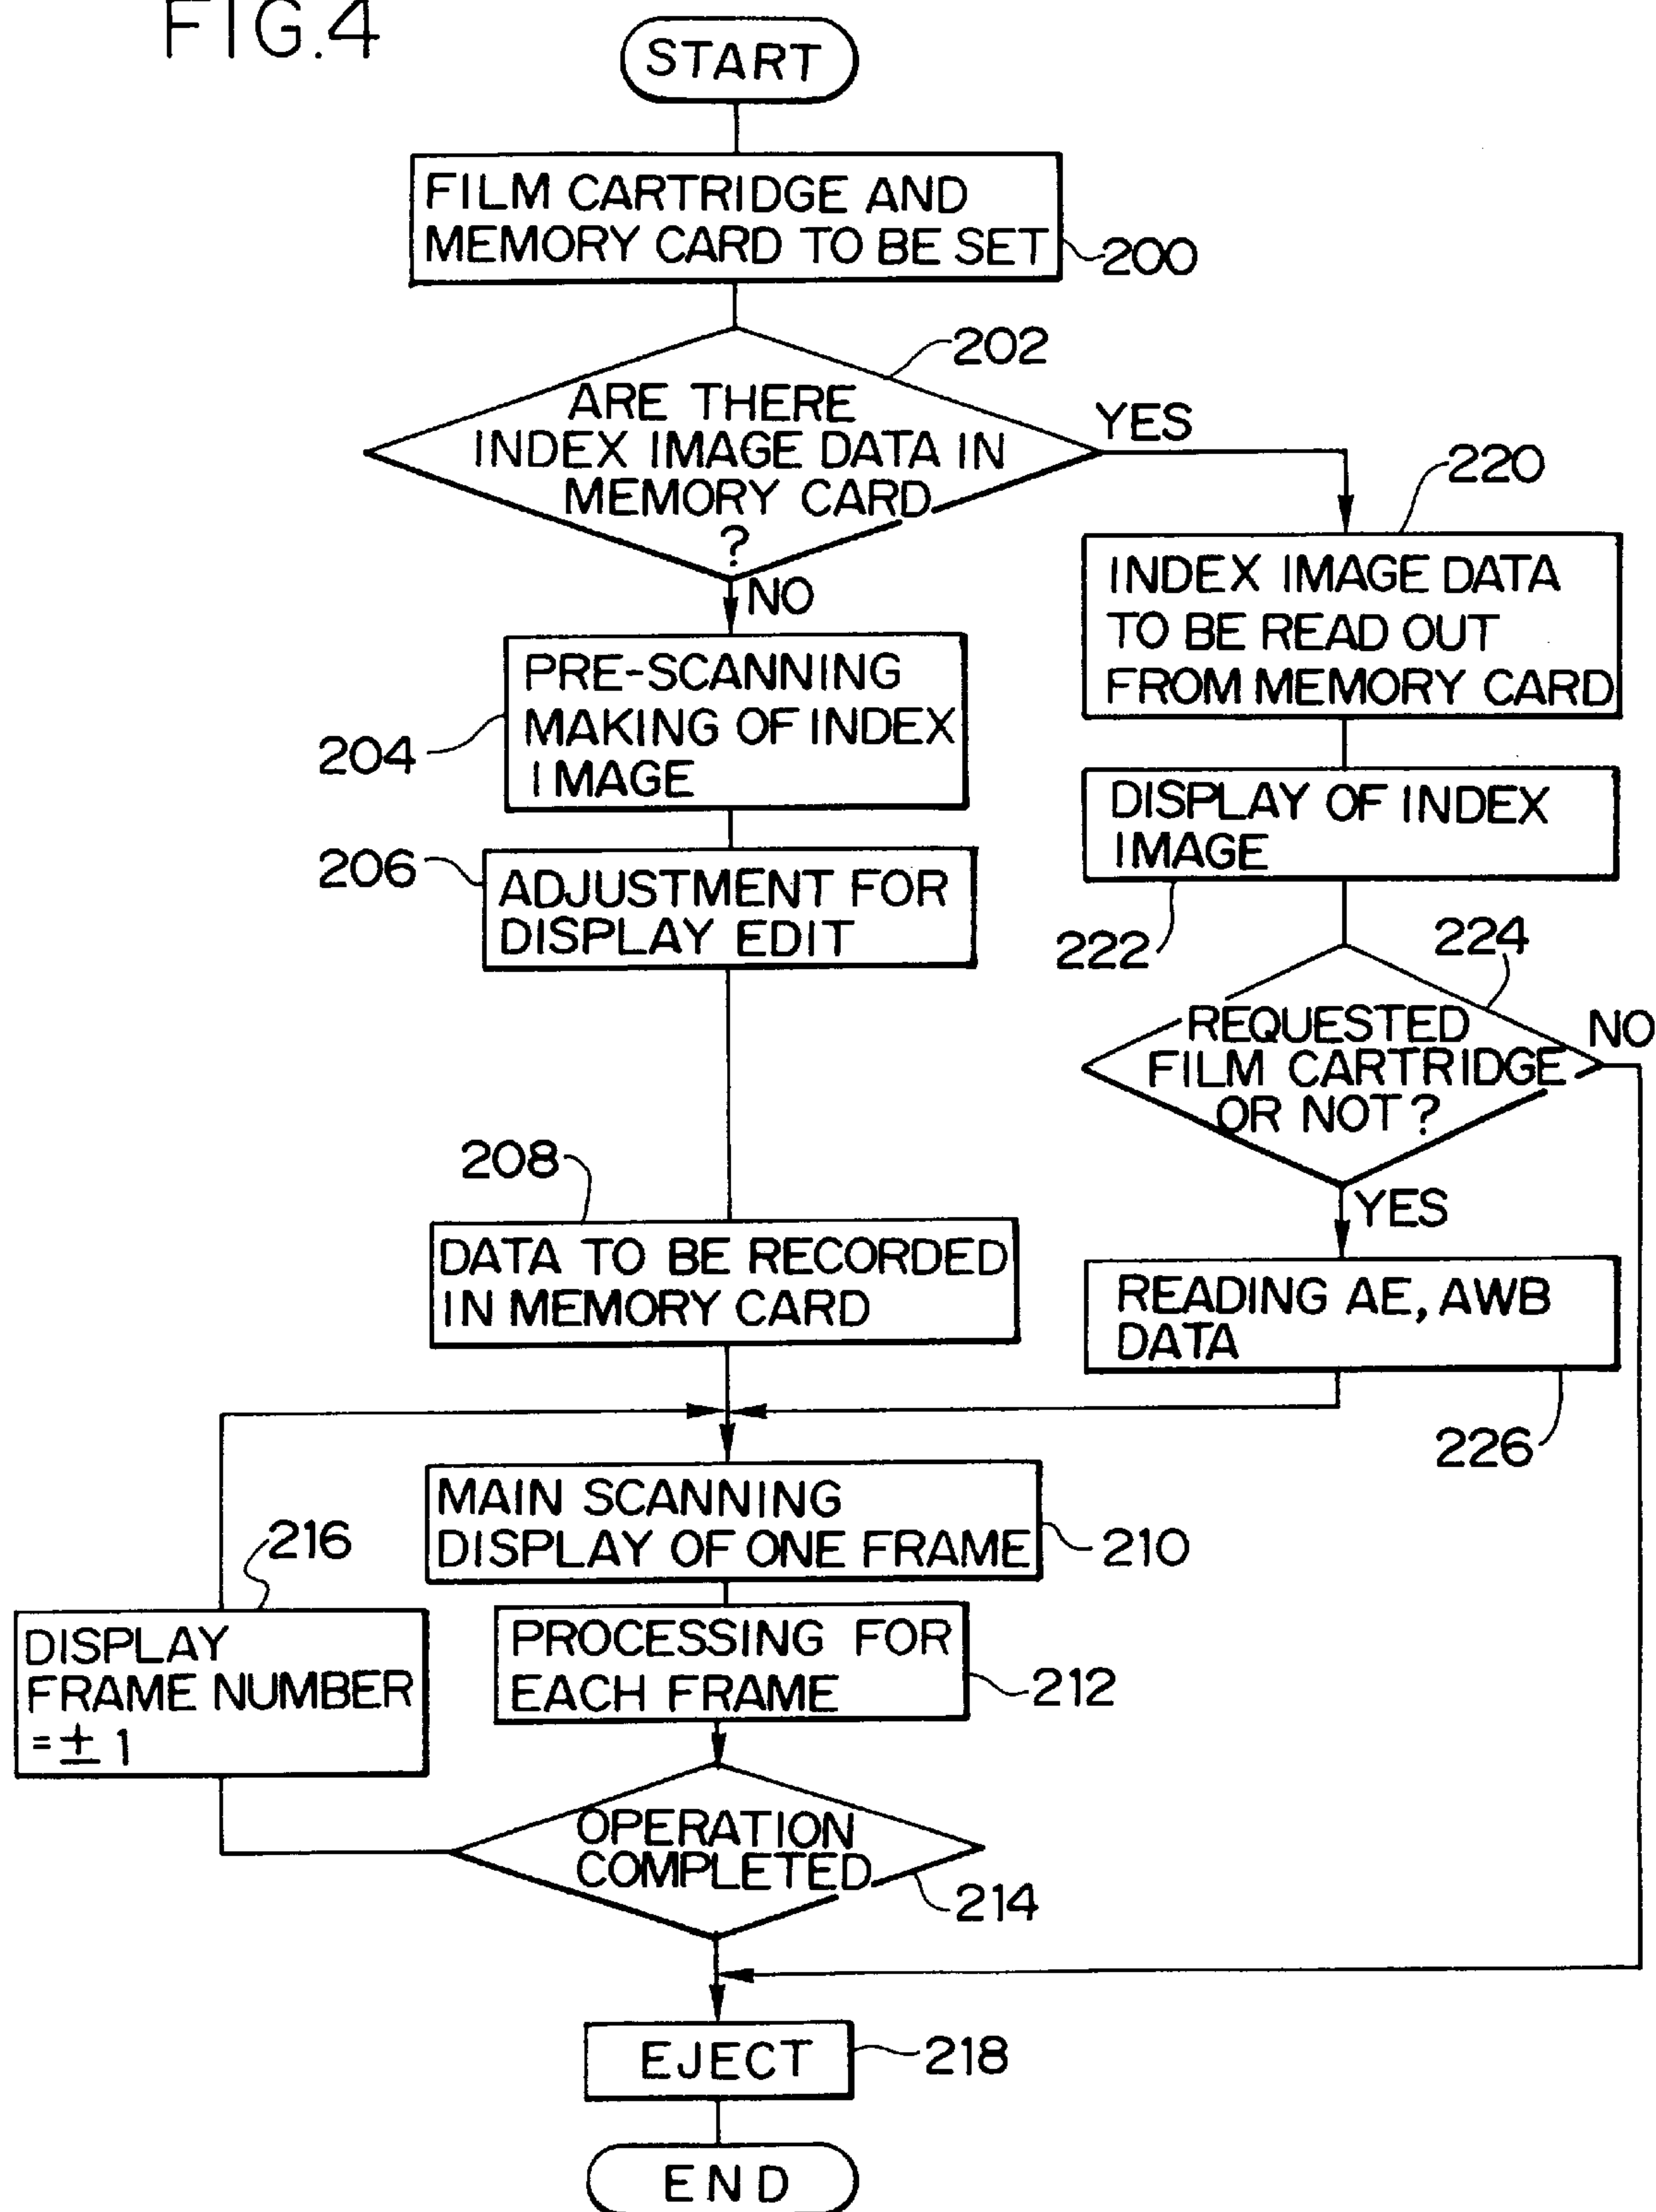 FIG.4
START
FILM CARTRIDGE AND
MEMORY CARD TO BE SET
200
202
ARE THERE
INDEX IMAGE DATA IN
MEMORY CARD
?
YES
NO
220
INDEX IMAGE DATA
TO BE READ OUT
FROM MEMORY CARD
PRE-SCANNING
MAKING OF INDEX
IMAGE
204
DISPLAY OF INDEX
IMAGE
222
206
ADJUSTMENT FOR
DISPLAY EDIT
224
REQUESTED
FILM CARTRIDGE
OR NOT?
NO
YES
208
DATA TO BE RECORDED
IN MEMORY CARD
READING AE, AWB
DATA
226
MAIN SCANNING
DISPLAY OF ONE FRAME
210
216
DISPLAY
FRAME NUMBER
=± 1
PROCESSING FOR
EACH FRAME
212
OPERATION
COMPLETED
214
EJECT
218
END